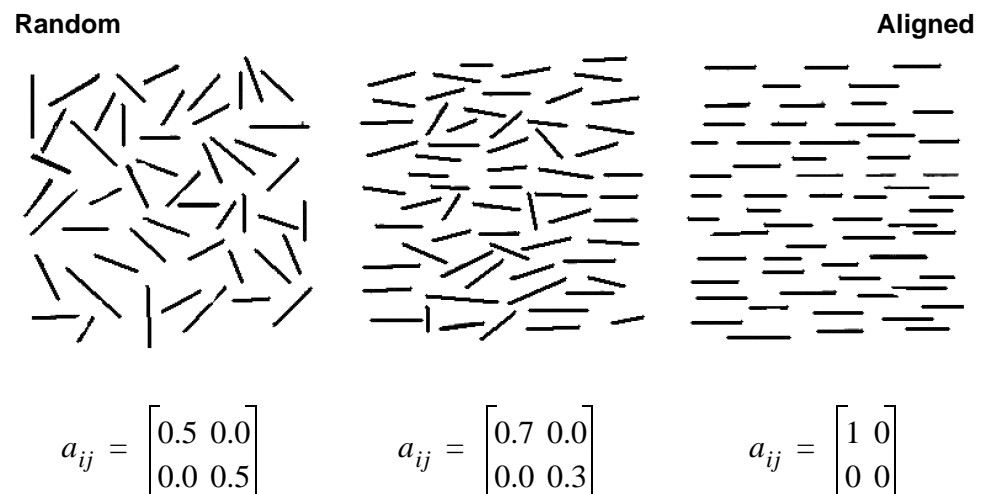 Random Aligned
a_ij = [0.5 0.0 a_ij = [0.7 0.0 a_ij = [1 0
0.0 0.5] 0.0 0.3] 0 0]